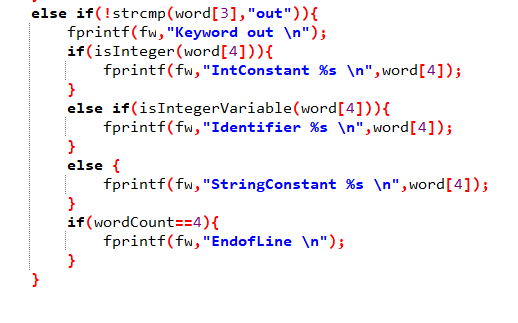 else if(!strcmp(word[3],"out")){
fprintf(fw,"Keyword out \n");
if(isInteger(word[4])){
fprintf(fw,"IntConstant %s \n",word[4]);
}
else if(isIntegerVariable(word[4])){
fprintf(fw,"Identifier %s \n",word[4]);
}
else {
fprintf(fw,"StringConstant %s \n",word[4]);
}
if(wordCount==4){
fprintf(fw,"EndofLine \n");
}
}